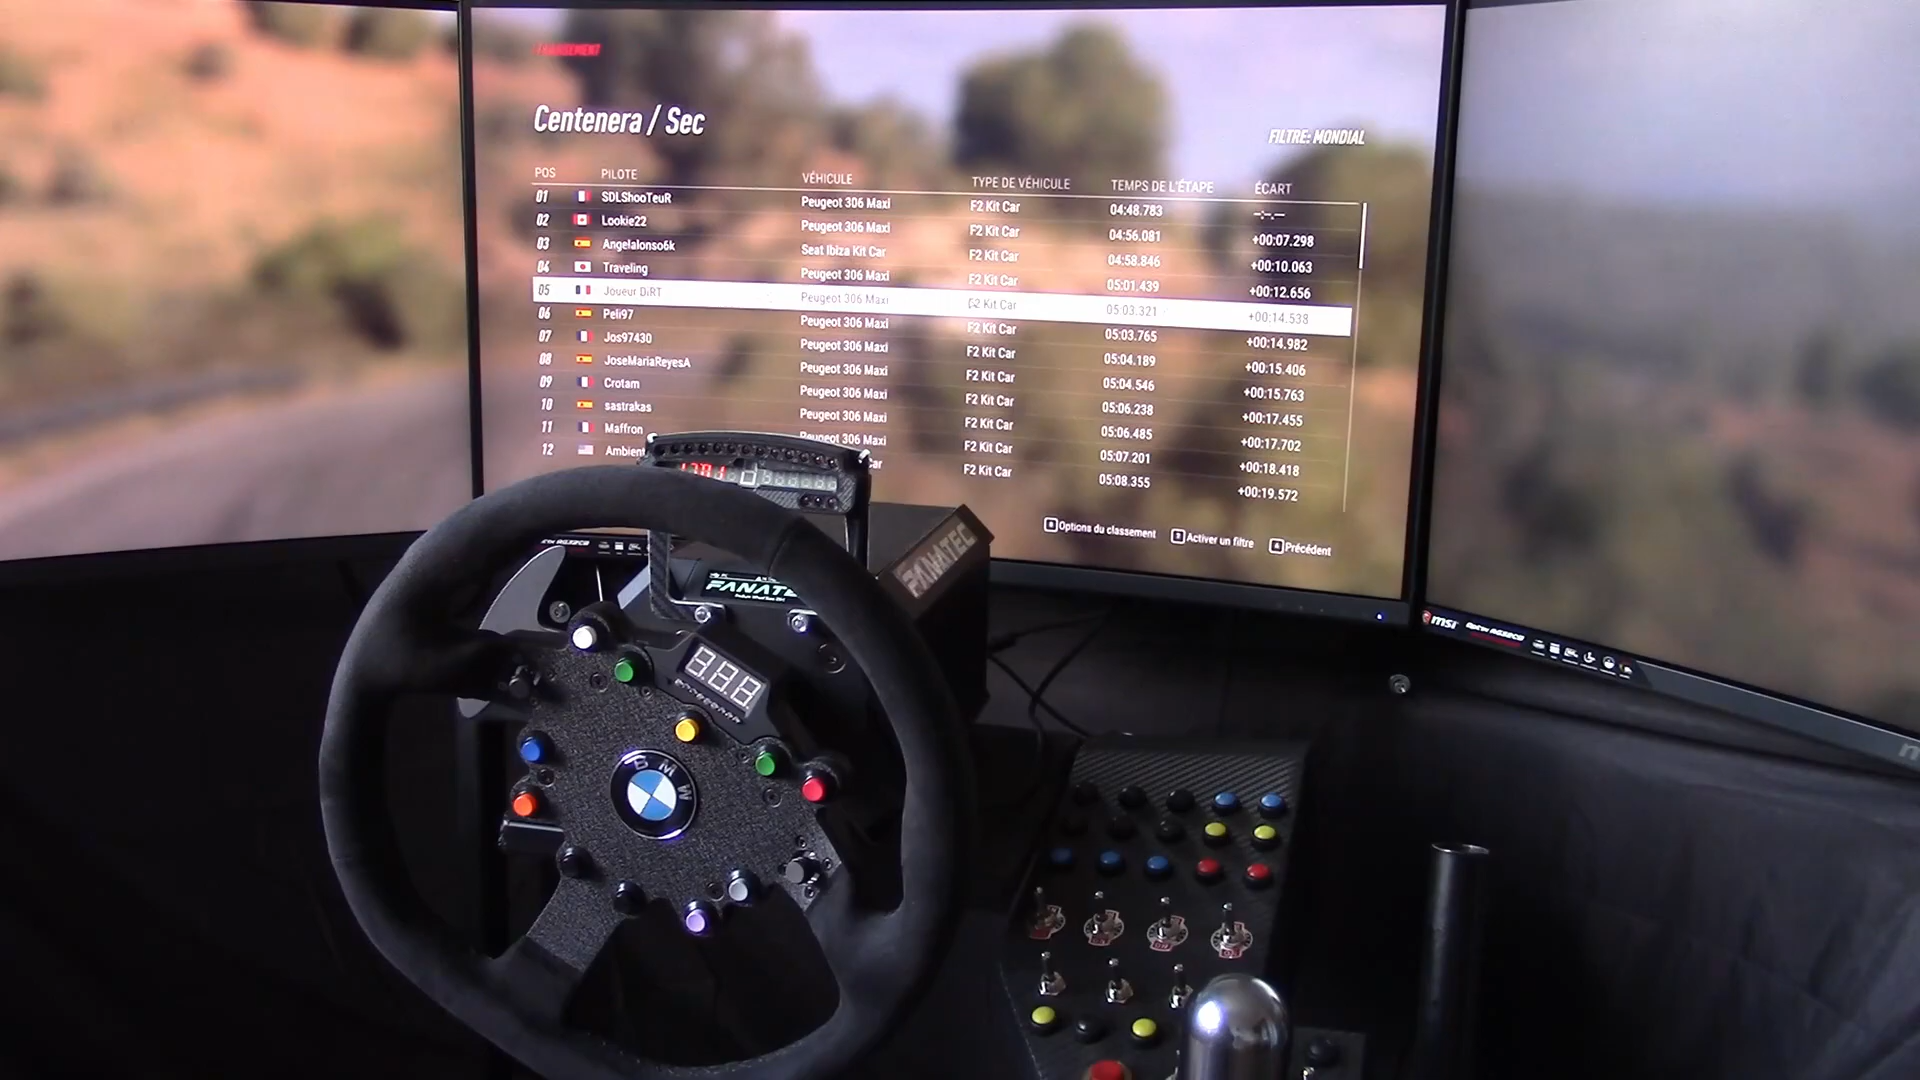 CHARGEMENT
Centenera / Sec
FILTRE: MONDIAL
POS PILOTE VÉHICULE TYPE DE VÉHICULE TEMPS DE L'ÉTAPE ÉCART
01 SDLShooTeuR Peugeot 306 Maxi F2 Kit Car 04:48.783 --:--.---
02 Lookie22 Peugeot 306 Maxi F2 Kit Car 04:56.081 +00:07.298
03 Angelalonso6k Seat Ibiza Kit Car F2 Kit Car 04:58.846 +00:10.063
04 Traveling Peugeot 306 Maxi F2 Kit Car 05:01.439 +00:12.656
05 Joueur DiRT Peugeot 306 Maxi F2 Kit Car 05:03.321 +00:14.538
06 Peli97 Peugeot 306 Maxi F2 Kit Car 05:03.765 +00:14.982
07 Jos97430 Peugeot 306 Maxi F2 Kit Car 05:04.189 +00:15.406
08 JoseMariaReyesA Peugeot 306 Maxi F2 Kit Car 05:04.546 +00:15.763
09 Crotam Peugeot 306 Maxi F2 Kit Car 05:06.238 +00:17.455
10 sastrakas Peugeot 306 Maxi F2 Kit Car 05:06.485 +00:17.702
11 Maffron Peugeot 306 Maxi F2 Kit Car 05:07.201 +00:18.418
12 Ambient Car F2 Kit Car 05:08.355 +00:19.572
Options du classement Activer un filtre Précédent
FANATEC
FANATE
msi
BMW